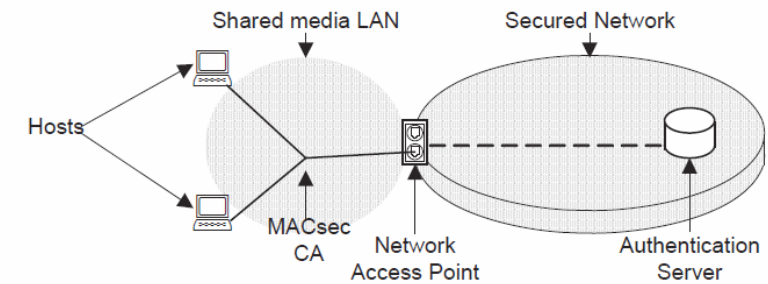 Shared media LAN
Secured Network
Hosts
MACsec
CA
Network
Access Point
Authentication
Server